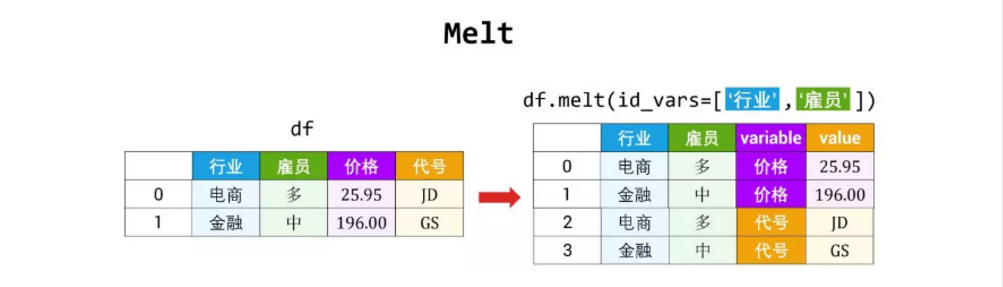 Melt
df.melt(id_vars=['行业','雇员'])
df
行业 雇员 价格 代号
0 电商 多 25.95 JD
1 金融 中 196.00 GS
行业 雇员 variable value
0 电商 多 价格 25.95
1 金融 中 价格 196.00
2 电商 多 代号 JD
3 金融 中 代号 GS